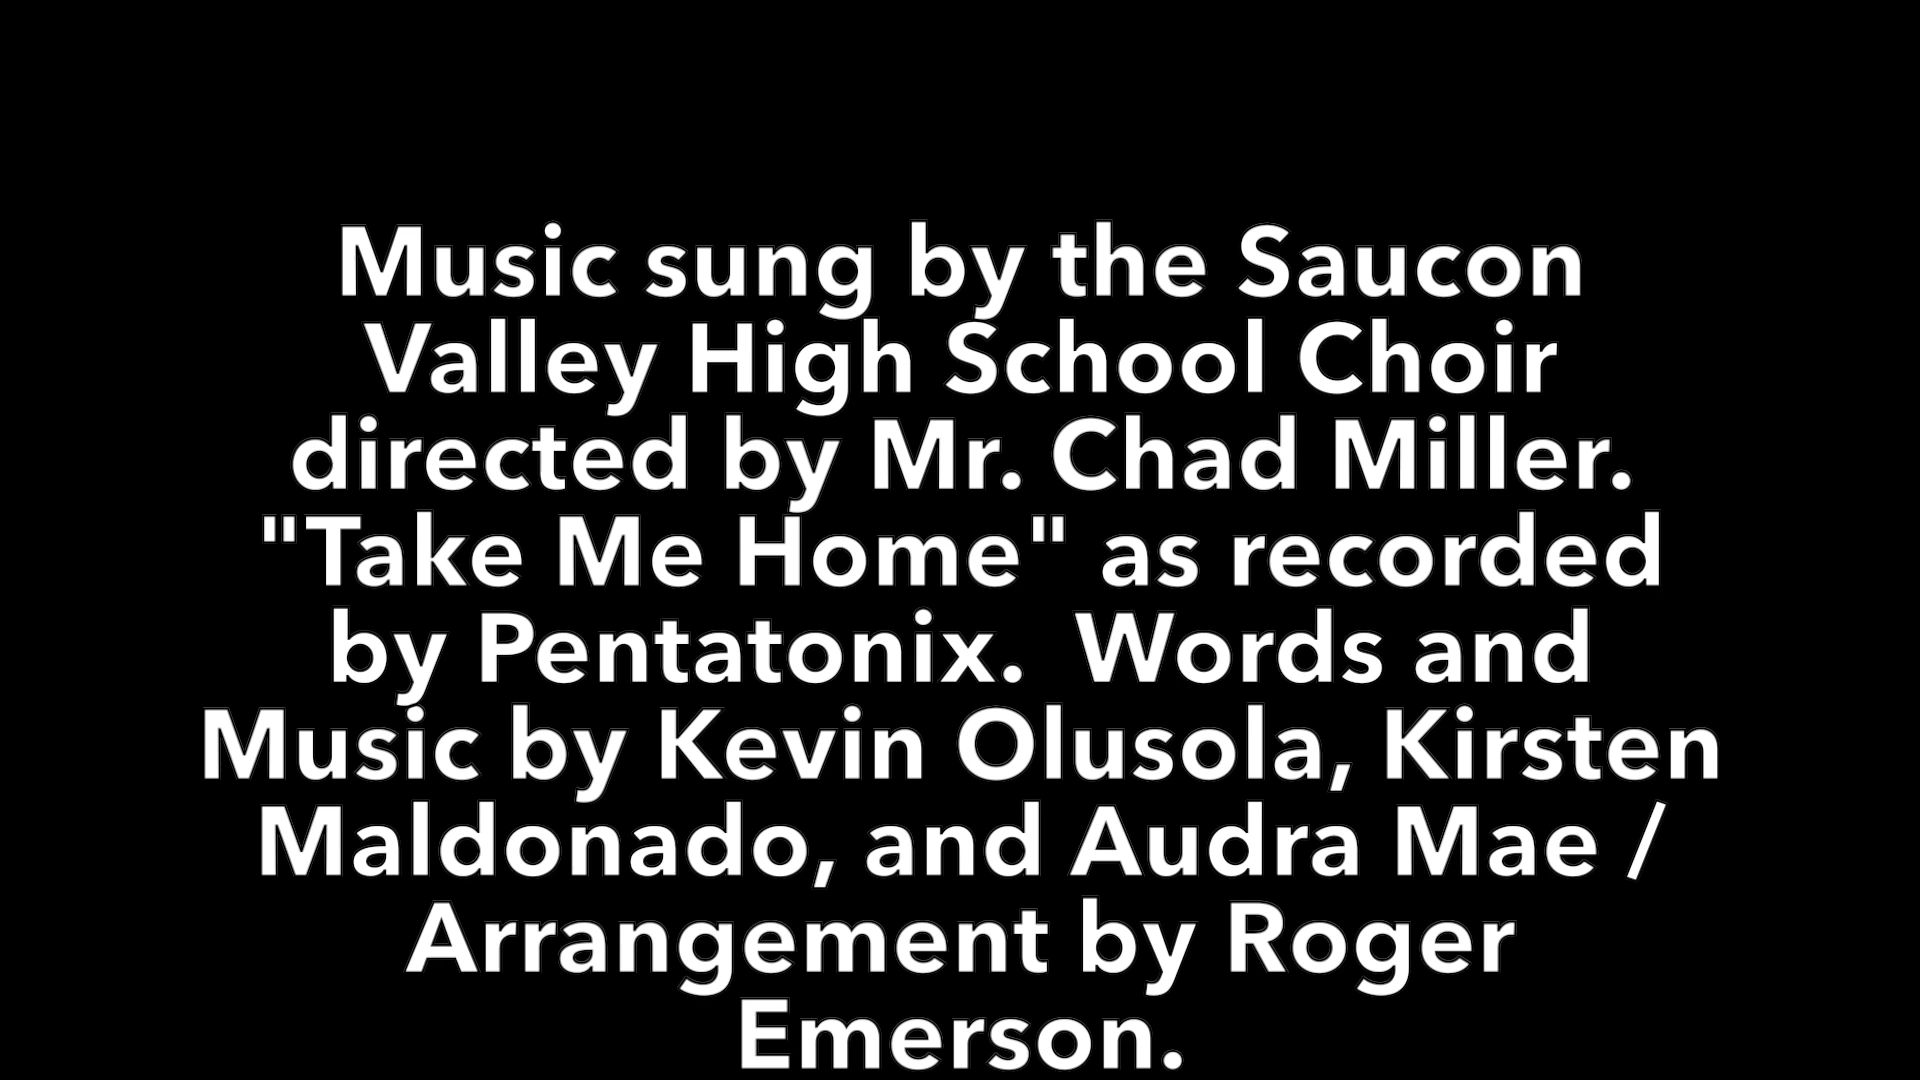 Music sung by the Saucon
Valley High School Choir
directed by Mr. Chad Miller.
"Take Me Home" as recorded
by Pentatonix.  Words and
Music by Kevin Olusola, Kirsten
Maldonado, and Audra Mae /
Arrangement by Roger
Emerson.